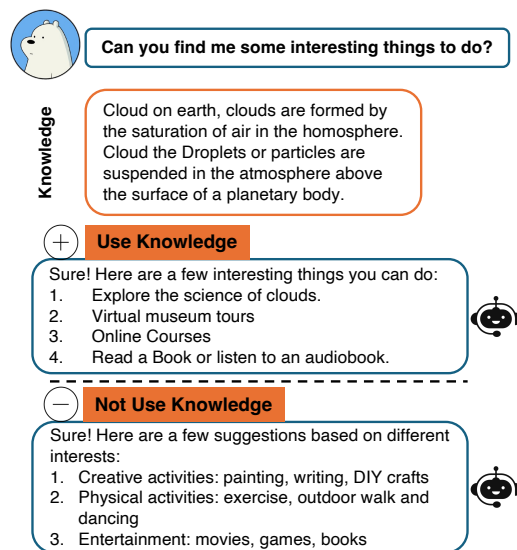 Can you find me some interesting things to do?
Knowledge
Cloud on earth, clouds are formed by
the saturation of air in the homosphere.
Cloud the Droplets or particles are
suspended in the atmosphere above
the surface of a planetary body.
Use Knowledge
Sure! Here are a few interesting things you can do:
1. Explore the science of clouds.
2. Virtual museum tours
3. Online Courses
4. Read a Book or listen to an audiobook.
Not Use Knowledge
Sure! Here are a few suggestions based on different
interests:
1. Creative activities: painting, writing, DIY crafts
2. Physical activities: exercise, outdoor walk and
dancing
3. Entertainment: movies, games, books